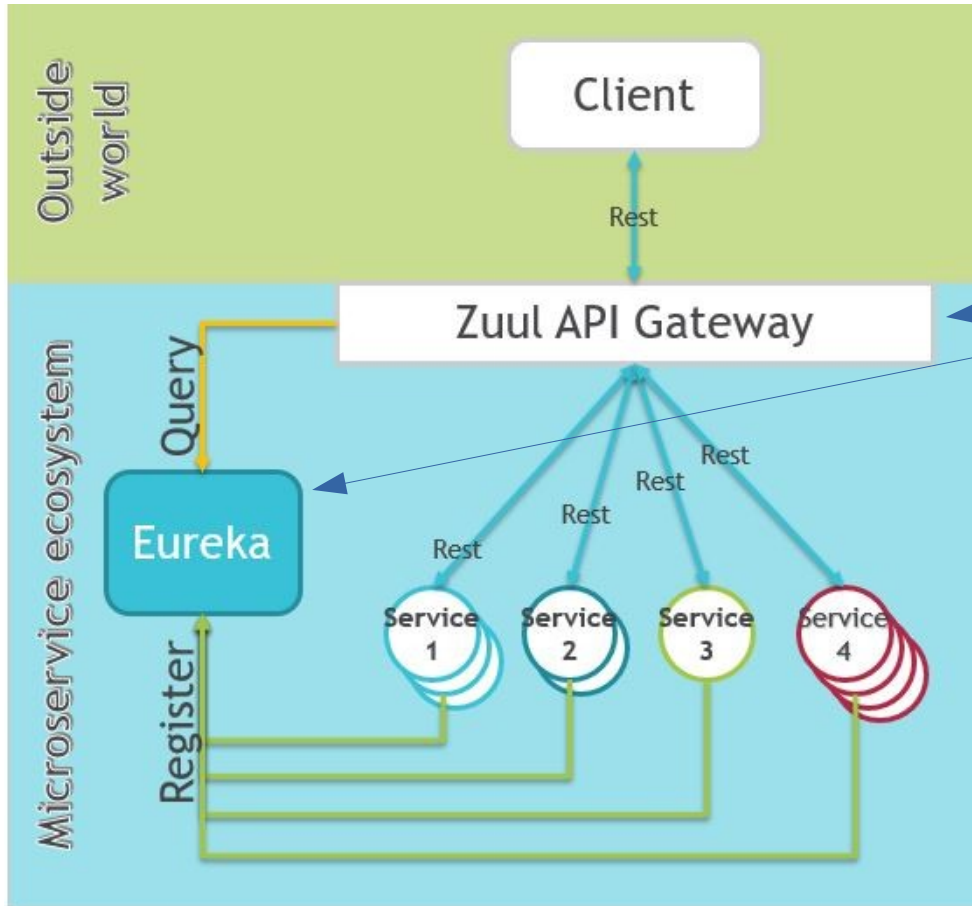 Outside
world
Client
Rest
Zuul API Gateway
Microservice ecosystem
Query
Eureka
Register
Rest
Rest
Rest
Rest
Service
1
Service
2
Service
3
Service
4